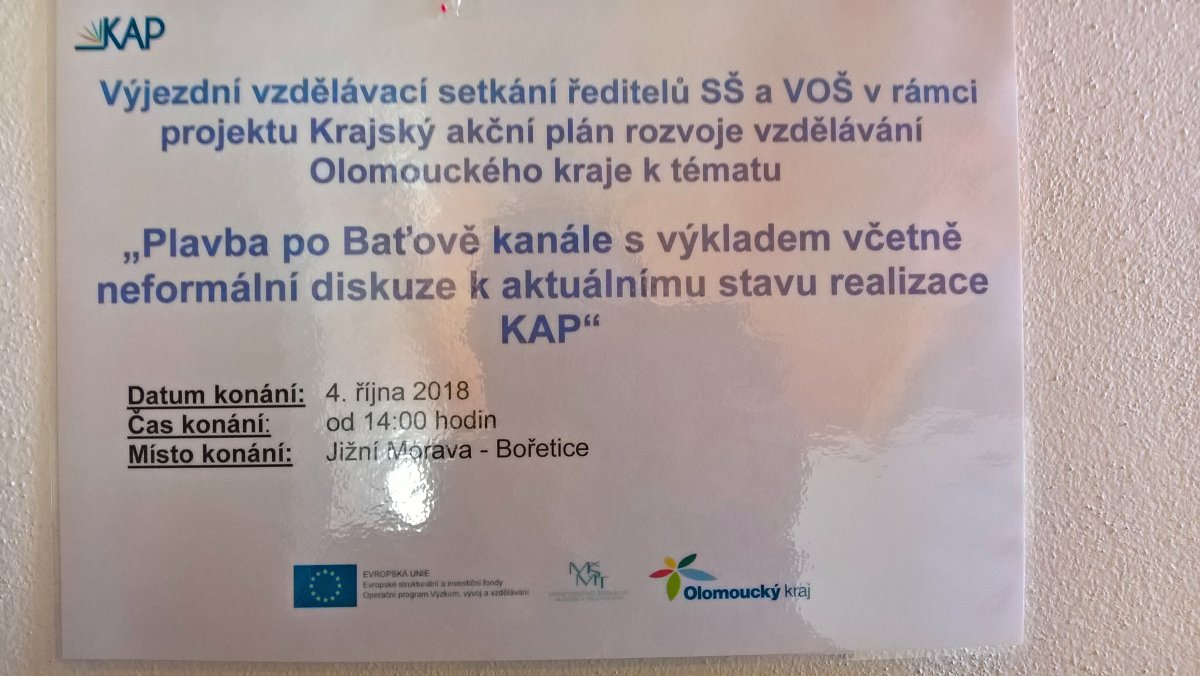 KAP
Výjezdní vzdělávací setkání ředitelů SŠ a VOŠ v rámci
projektu Krajský akční plán rozvoje vzdělávání
Olomouckého kraje k tématu
„Plavba po Baťově kanále s výkladem včetně
neformální diskuze k aktuálnímu stavu realizace
KAP“
Datum konání: 4. října 2018
Čas konání: od 14:00 hodin
Místo konání: Jižní Morava - Bořetice
EVROPSKÁ UNIE
Evropské strukturální a investiční fondy
Operační program Výzkum, vývoj a vzdělávání
Olomoucký kraj